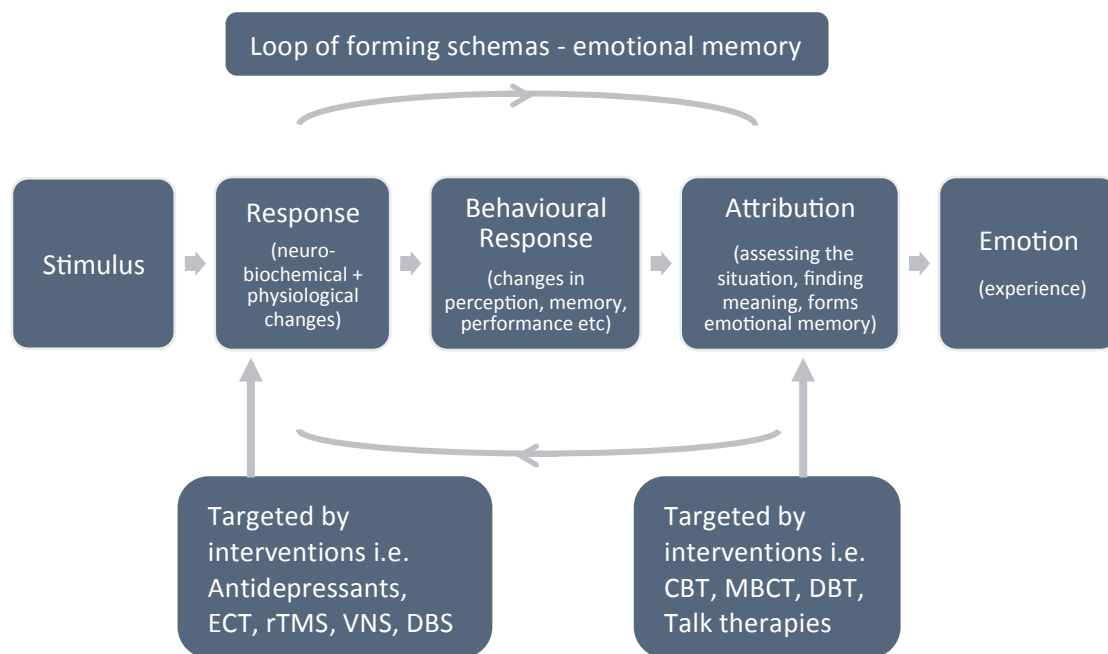 Loop of forming schemas - emotional memory
Stimulus
Response
(neuro-
biochemical +
physiological
changes)
Behavioural
Response
(changes in
perception, memory,
performance etc)
Attribution
(assessing the
situation, finding
meaning, forms
emotional memory)
Emotion
(experience)
Targeted by
interventions i.e.
Antidepressants,
ECT, rTMS, VNS, DBS
Targeted by
interventions i.e.
CBT, MBCT, DBT,
Talk therapies